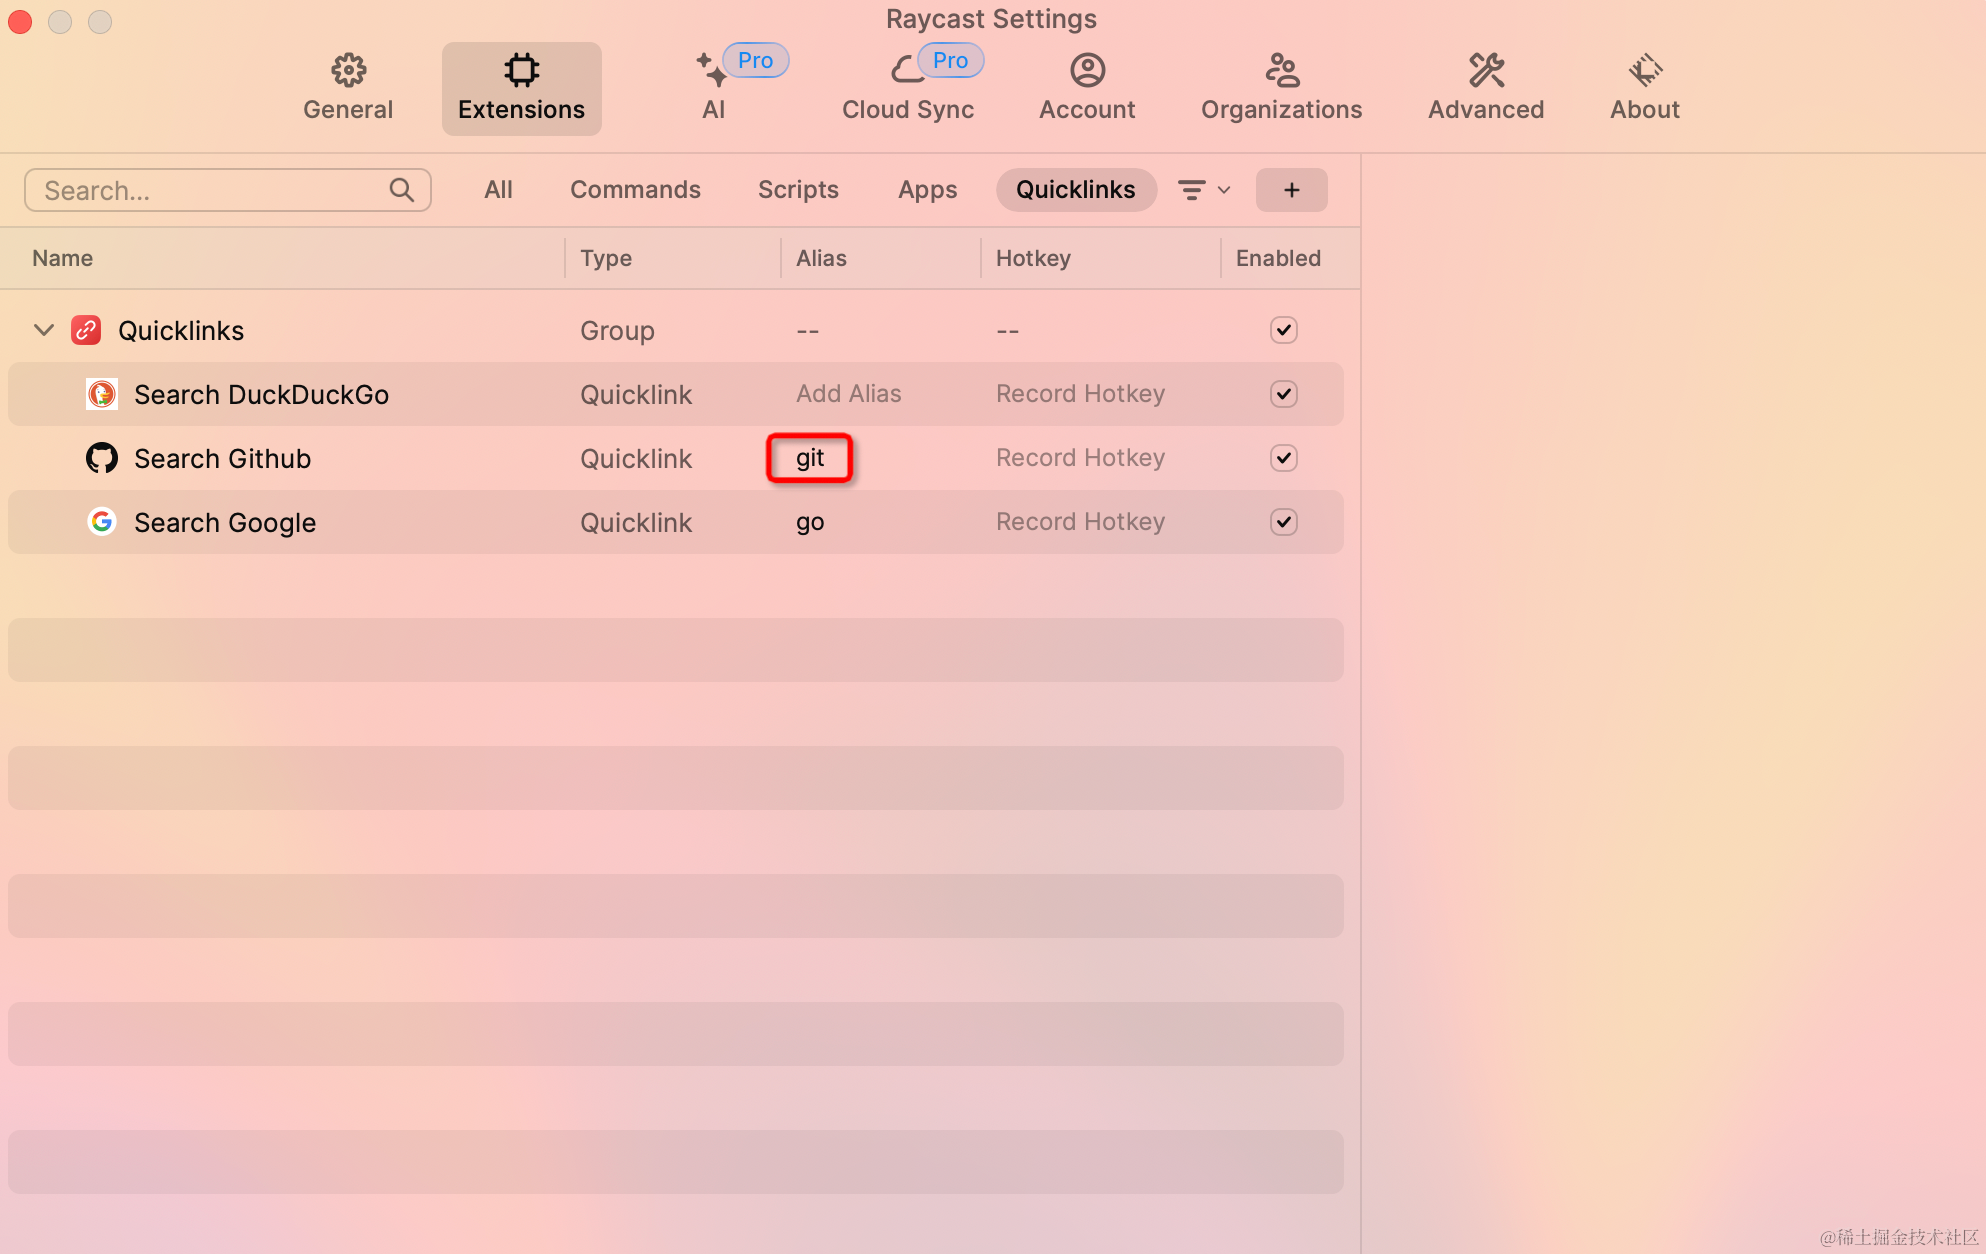 Raycast Settings
General
Extensions
Pro
AI
Pro
Cloud Sync
Account
Organizations
Advanced
About
Search...
All
Commands
Scripts
Apps
Quicklinks
+
Name
Type
Alias
Hotkey
Enabled
Quicklinks
Group
--
--
Search DuckDuckGo
Quicklink
Add Alias
Record Hotkey
Search Github
Quicklink
git
Record Hotkey
Search Google
Quicklink
go
Record Hotkey
@稀土掘金技术社区